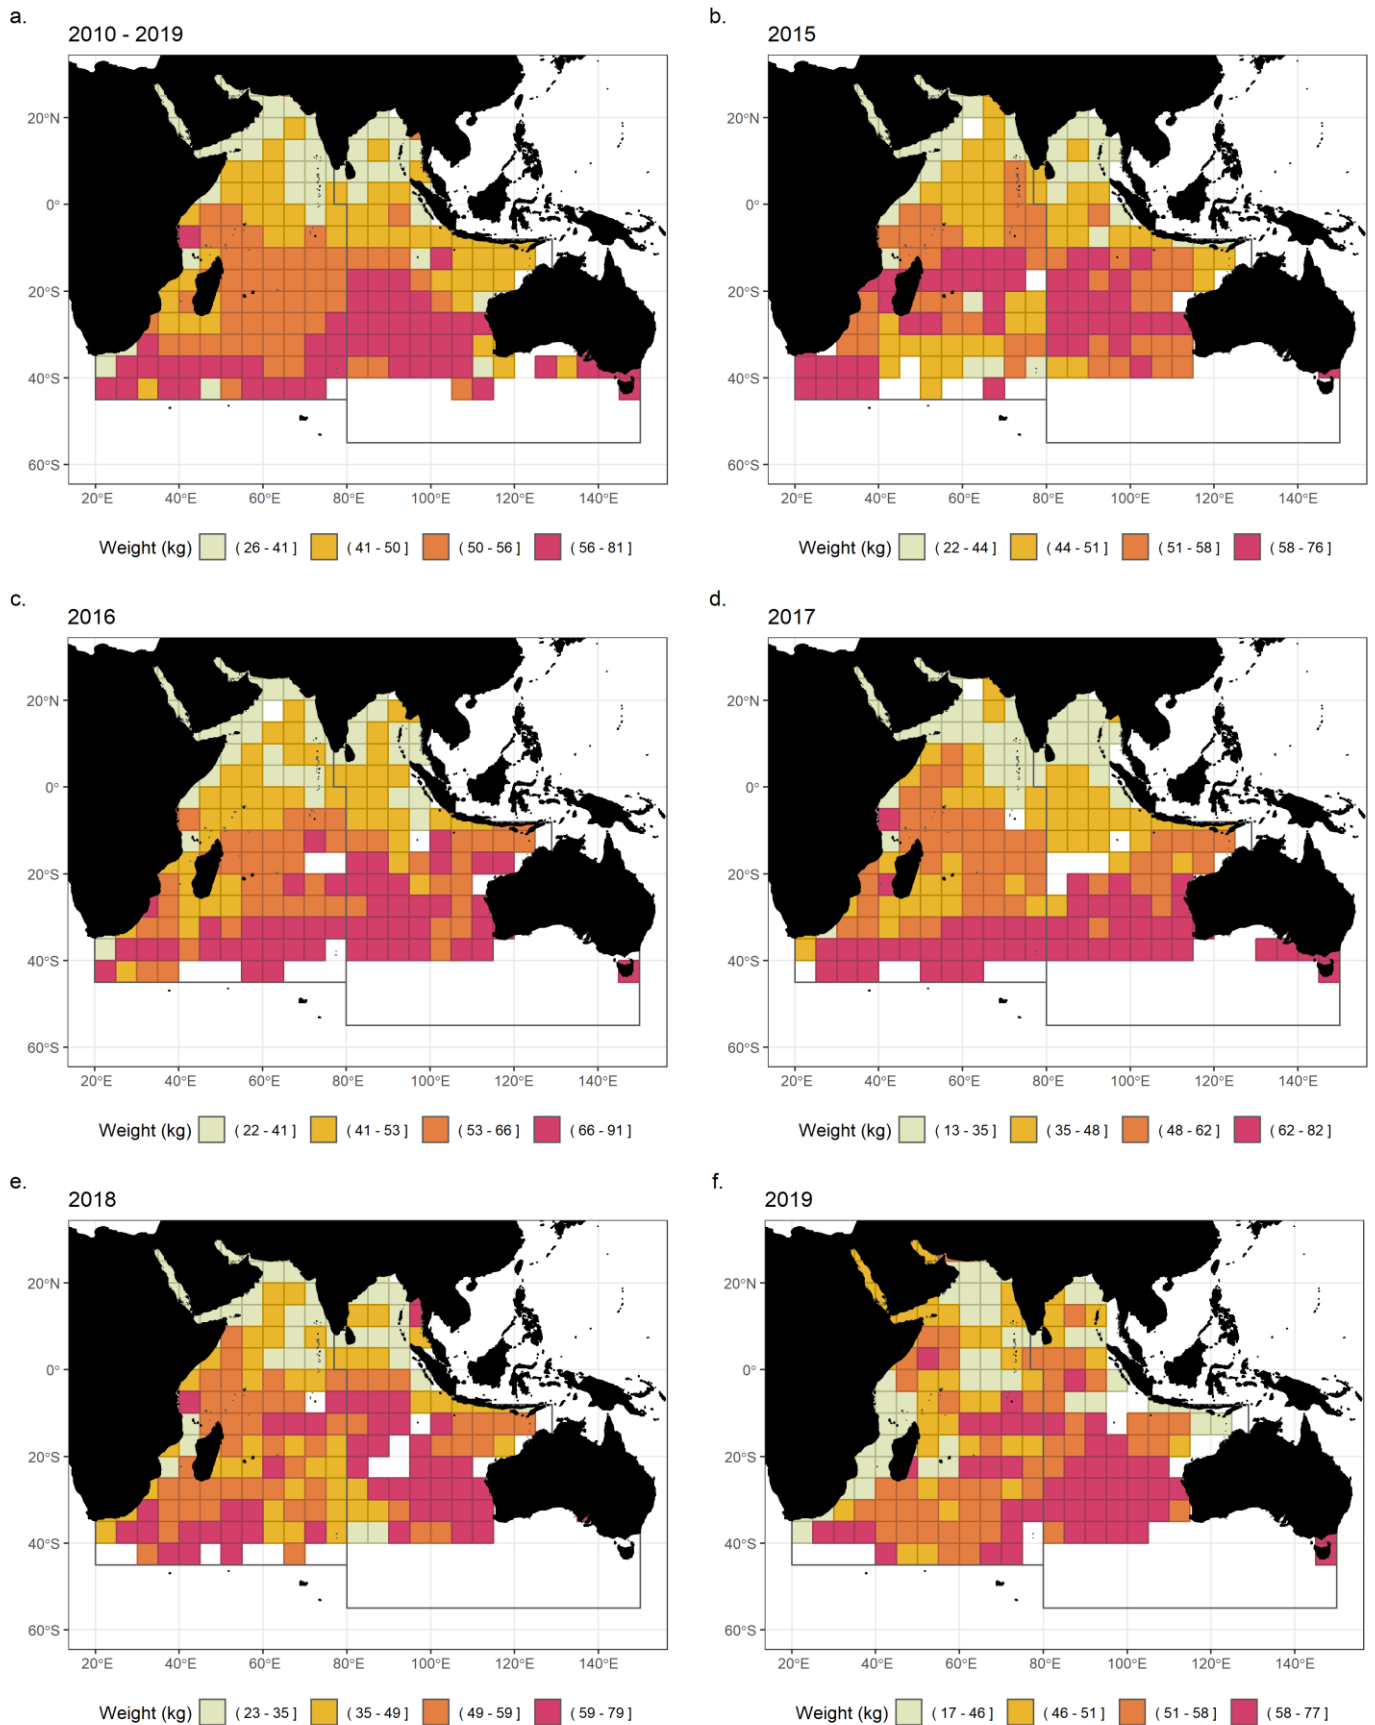 a.
2010 - 2019
20°N
0°
20°S
40°S
60°S
20°E 40°E 60°E 80°E 100°E 120°E 140°E
Weight (kg) ( 26 - 41 ] ( 41 - 50 ] ( 50 - 56 ] ( 56 - 81 ]
b.
2015
20°N
0°
20°S
40°S
60°S
20°E 40°E 60°E 80°E 100°E 120°E 140°E
Weight (kg) ( 22 - 44 ] ( 44 - 51 ] ( 51 - 58 ] ( 58 - 76 ]
c.
2016
20°N
0°
20°S
40°S
60°S
20°E 40°E 60°E 80°E 100°E 120°E 140°E
Weight (kg) ( 22 - 41 ] ( 41 - 53 ] ( 53 - 66 ] ( 66 - 91 ]
d.
2017
20°N
0°
20°S
40°S
60°S
20°E 40°E 60°E 80°E 100°E 120°E 140°E
Weight (kg) ( 13 - 35 ] ( 35 - 48 ] ( 48 - 62 ] ( 62 - 82 ]
e.
2018
20°N
0°
20°S
40°S
60°S
20°E 40°E 60°E 80°E 100°E 120°E 140°E
Weight (kg) ( 23 - 35 ] ( 35 - 49 ] ( 49 - 59 ] ( 59 - 79 ]
f.
2019
20°N
0°
20°S
40°S
60°S
20°E 40°E 60°E 80°E 100°E 120°E 140°E
Weight (kg) ( 17 - 46 ] ( 46 - 51 ] ( 51 - 58 ] ( 58 - 77 ]